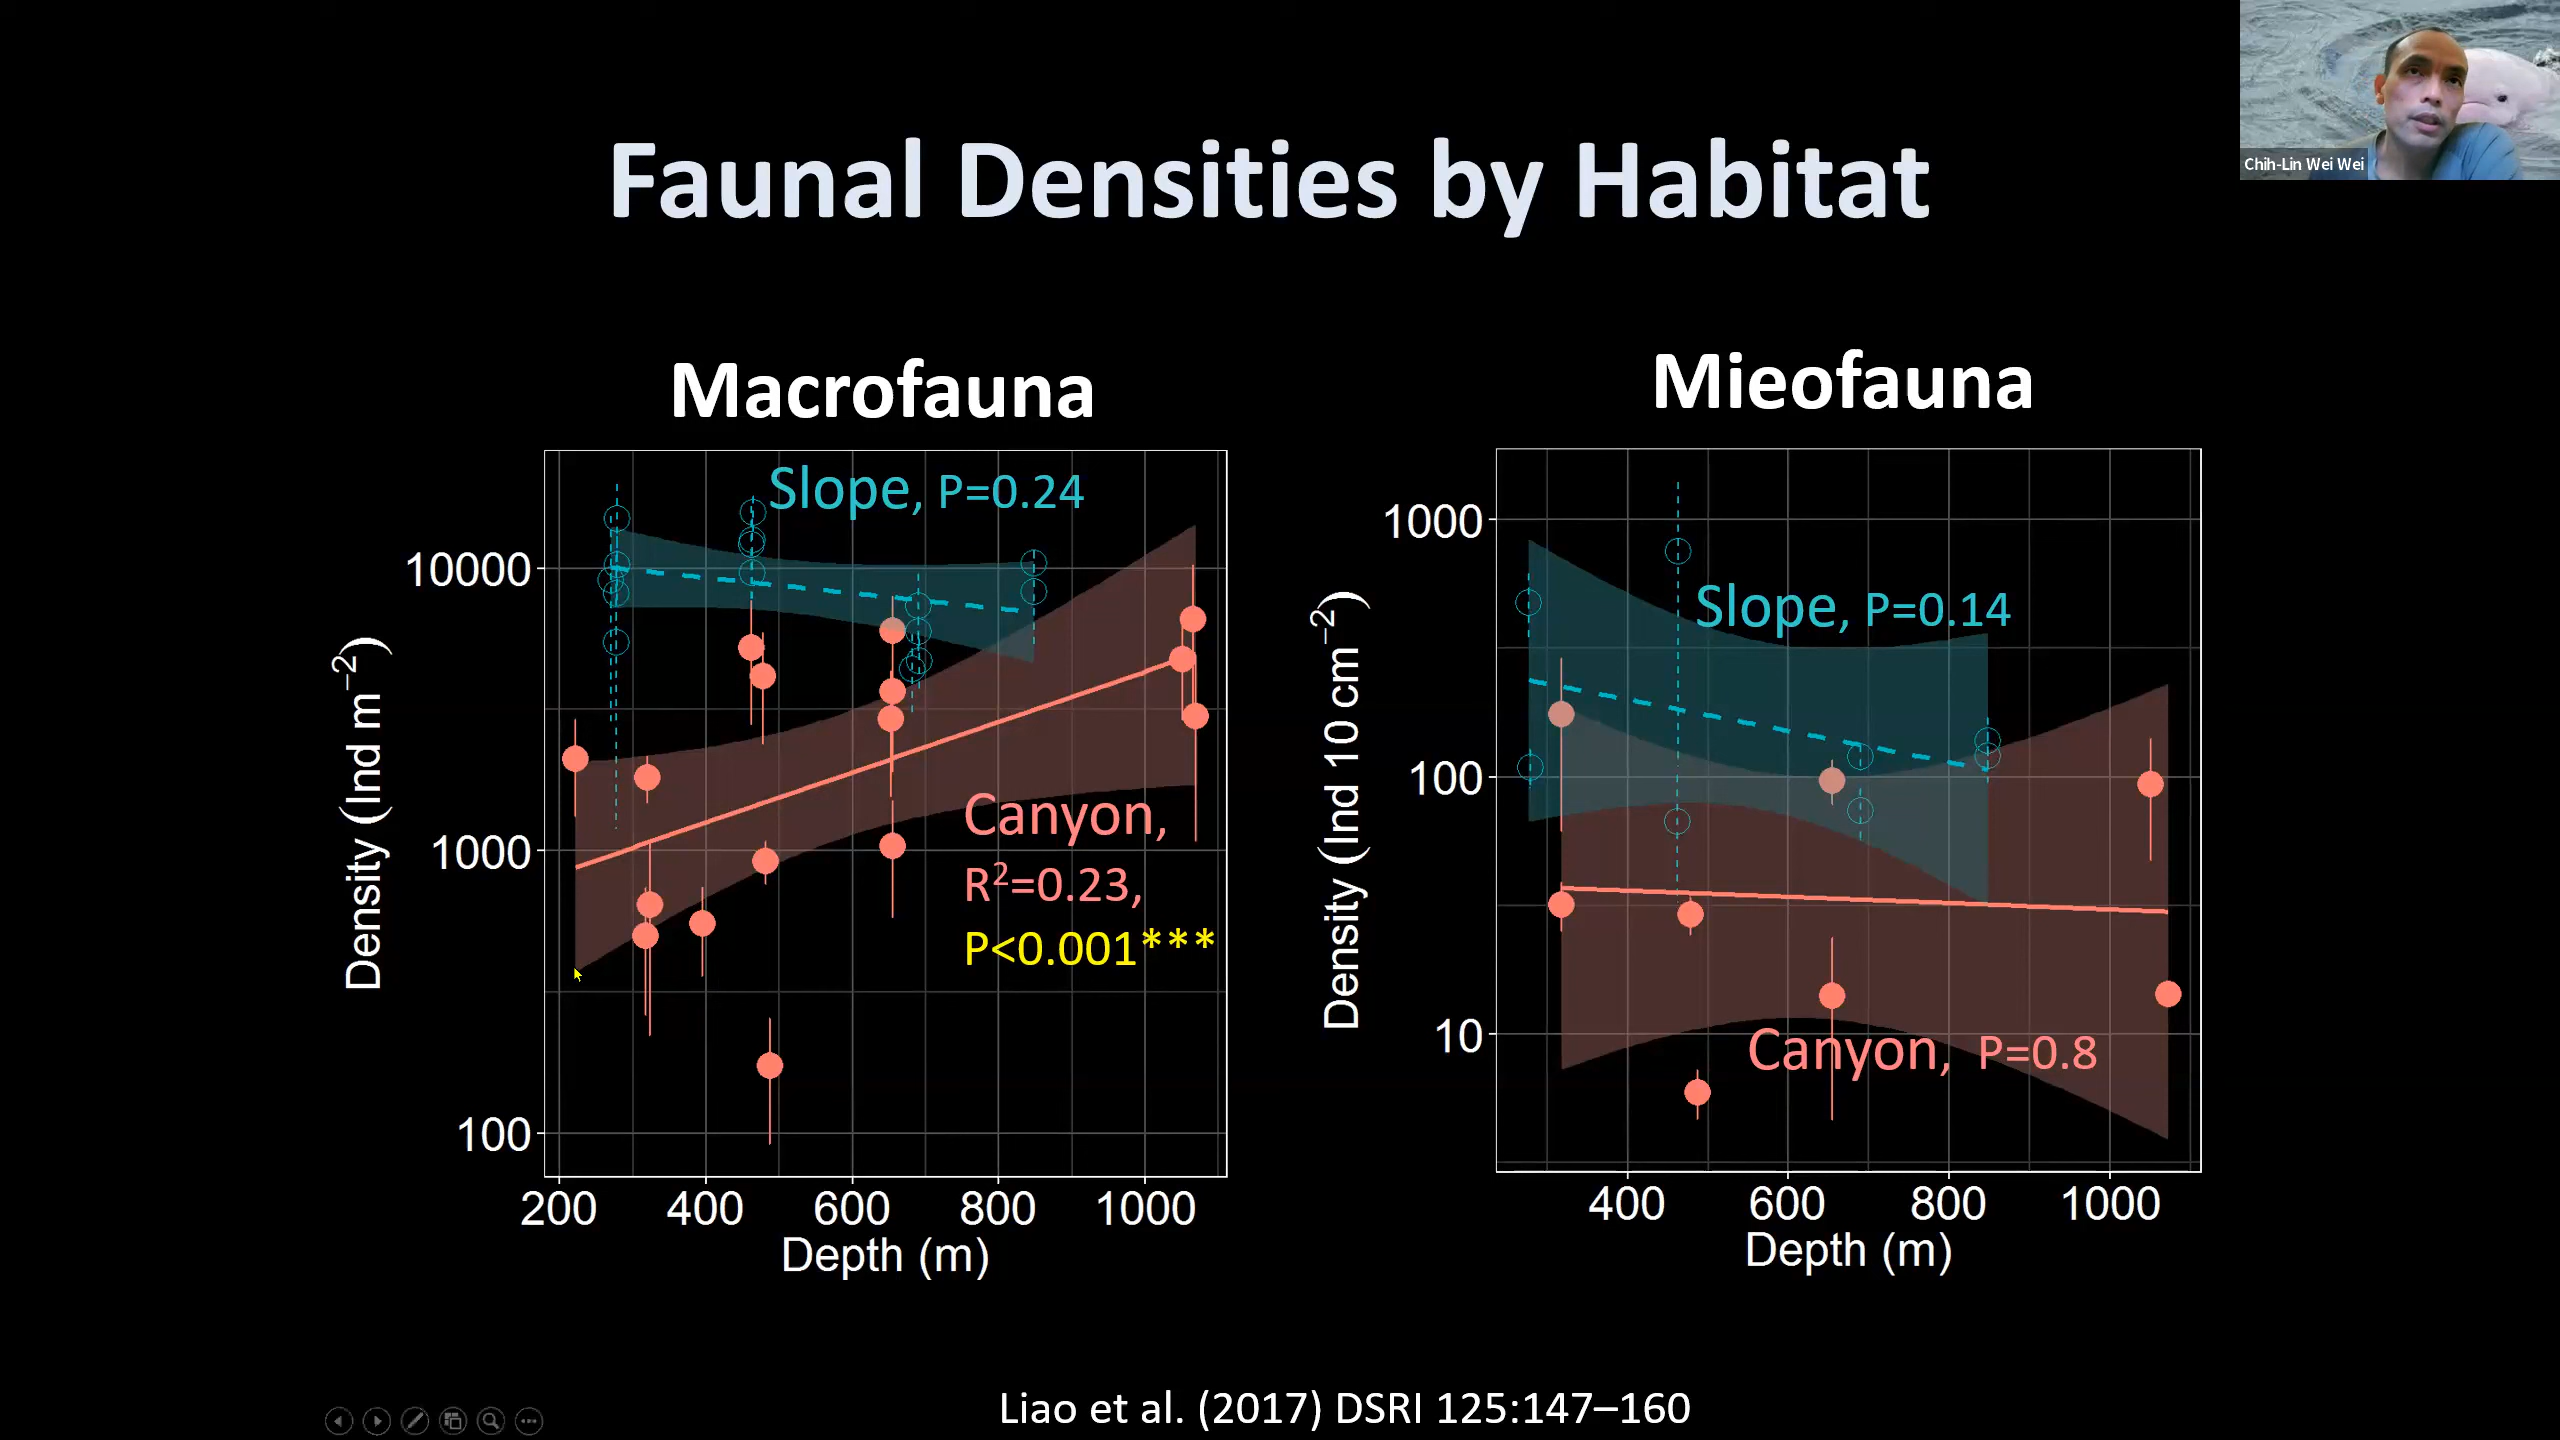 Chih-Lin Wei Wei
Faunal Densities by Habitat
Macrofauna
Slope, P=0.24
10000
1000
100
Density (Ind m⁻²)
Canyon,
R²=0.23,
P<0.001***
200 400 600 800 1000
Depth (m)
Mieofauna
1000
100
10
Density (Ind 10 cm⁻²)
Slope, P=0.14
Canyon, P=0.8
400 600 800 1000
Depth (m)
Liao et al. (2017) DSRI 125:147–160